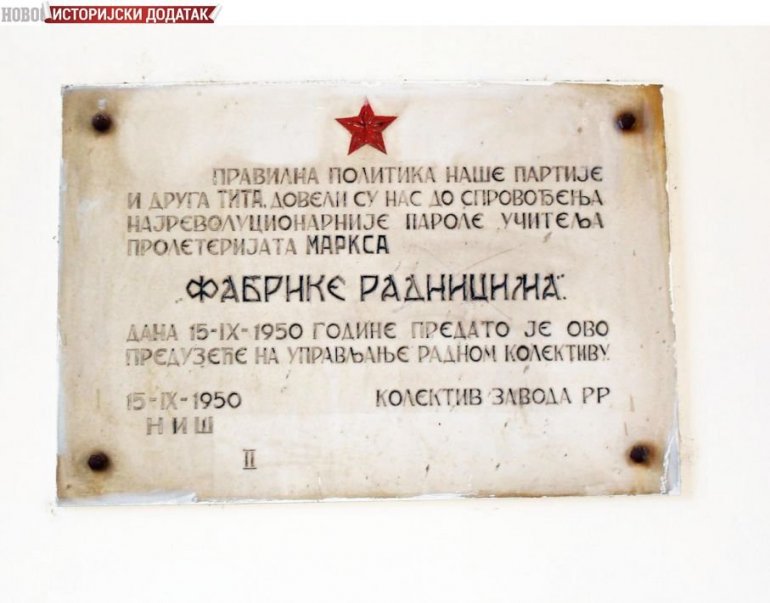 НОВО ИСТОРИЈСКИ ДОДАТАК
ПРАВИЛНА ПОЛИТИКА НАШЕ ПАРТИЈЕ
И ДРУГА ТИТА, ДОВЕЛИ СУ НАС ДО СПРОВОЂЕЊА
НАЈРЕВОЛУЦИОНАРНИЈЕ ПАРОЛЕ УЧИТЕЉА
ПРОЛЕТЕРИЈАТА МАРКСА
„ФАБРИКЕ РАДНИЦИМА“
ДАНА 15-IX-1950 ГОДИНЕ ПРЕДАТО ЈЕ ОВО
ПРЕДУЗЕЋЕ НА УПРАВЉАЊЕ РАДНОМ КОЛЕКТИВУ.
15-IX-1950 КОЛЕКТИВ ЗАВОДА РР
НИШ
II